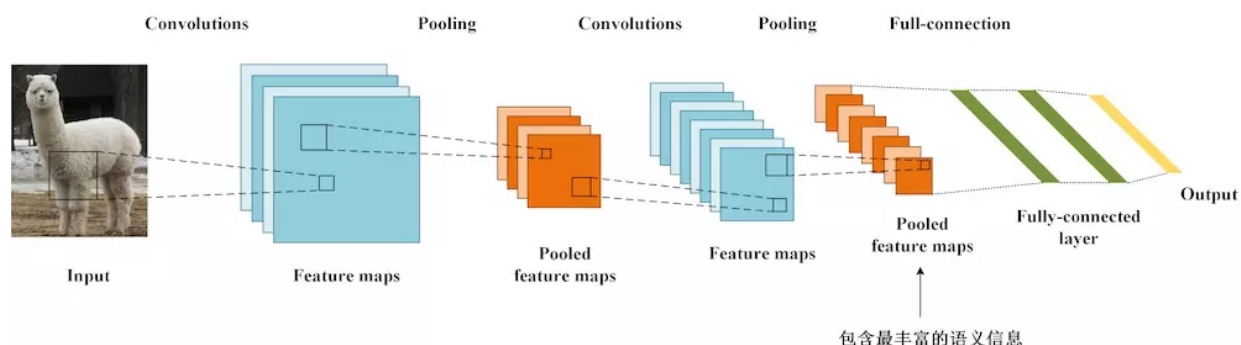 Convolutions
Pooling
Convolutions
Pooling
Full-connection
Input
Feature maps
Pooled
feature maps
Feature maps
Pooled
feature maps
Fully-connected
layer
Output
包含最丰富的语义信息